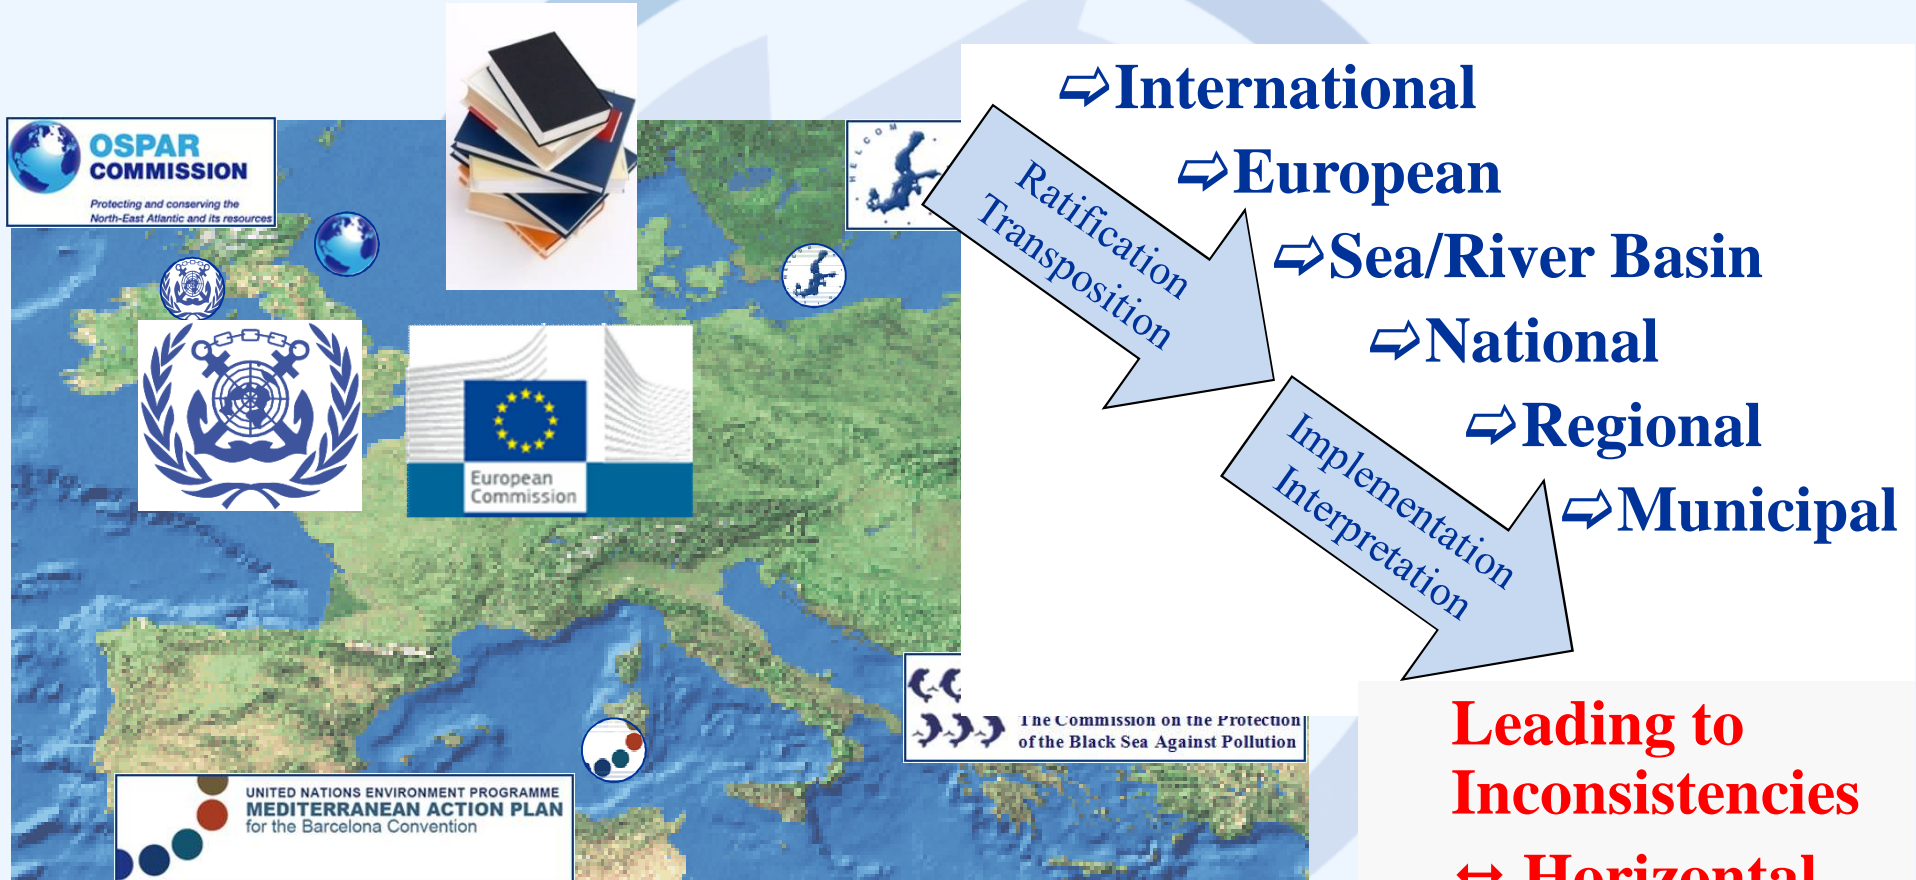 OSPAR
COMMISSION
Protecting and conserving the
North-East Atlantic and its resources
HELCOM
European
Commission
UNITED NATIONS ENVIRONMENT PROGRAMME
MEDITERRANEAN ACTION PLAN
for the Barcelona Convention
The Commission on the Protection
of the Black Sea Against Pollution
⇨International
⇨European
⇨Sea/River Basin
⇨National
⇨Regional
⇨Municipal
Ratification
Transposition
Implementation
Interpretation
Leading to
Inconsistencies
↔ Horizontal